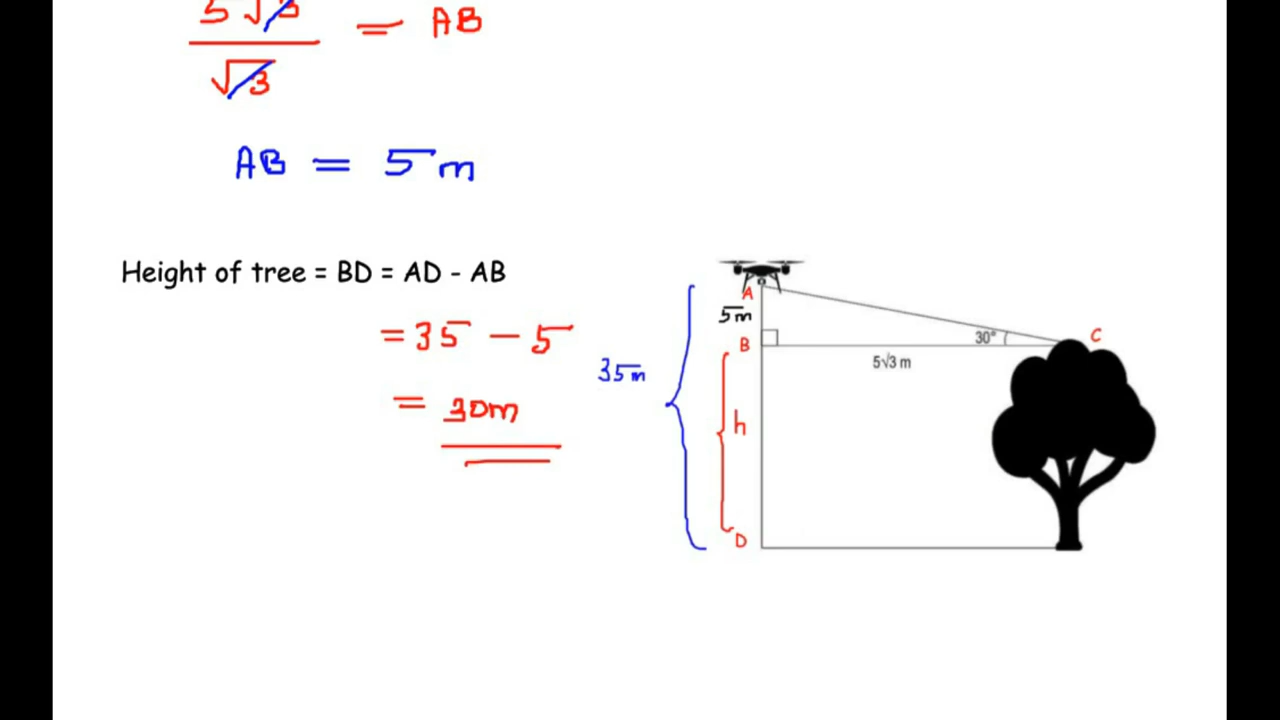 5√3 = AB
√3
AB = 5 m
Height of tree = BD = AD - AB
= 35 - 5
= 30m
A
5m
B
30°
C
5√3 m
35m
h
D